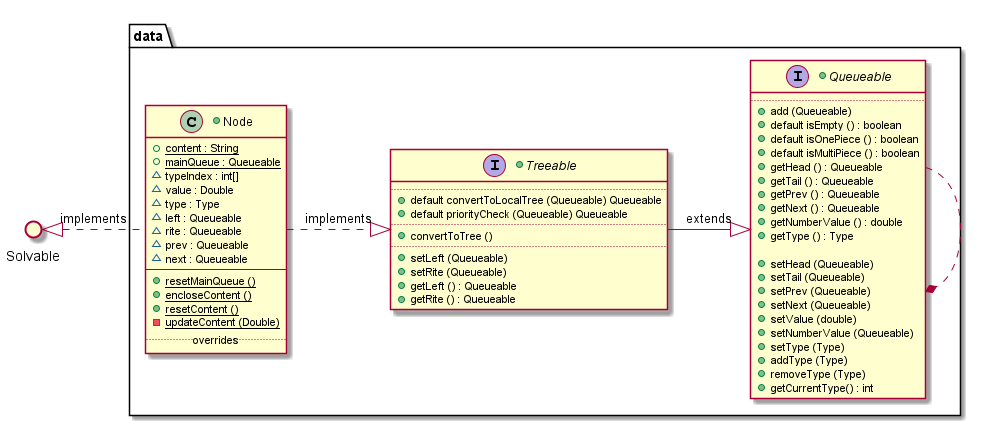 data
Solvable
implements
C Node
content : String
mainQueue : Queueable
typeIndex : int[]
value : Double
type : Type
left : Queueable
rite : Queueable
prev : Queueable
next : Queueable
resetMainQueue ()
encloseContent ()
resetContent ()
updateContent (Double)
overrides
implements
I Treeable
default convertToLocalTree (Queueable) Queueable
default priorityCheck (Queueable) Queueable
convertToTree ()
setLeft (Queueable)
setRite (Queueable)
getLeft () : Queueable
getRite () : Queueable
extends
I Queueable
add (Queueable)
default isEmpty () : boolean
default isOnePiece () : boolean
default isMultiPiece () : boolean
getHead () : Queueable
getTail () : Queueable
getPrev () : Queueable
getNext () : Queueable
getNumberValue () : double
getType () : Type
setHead (Queueable)
setTail (Queueable)
setPrev (Queueable)
setNext (Queueable)
setValue (double)
setNumberValue (Queueable)
setType (Type)
addType (Type)
removeType (Type)
getCurrentType() : int